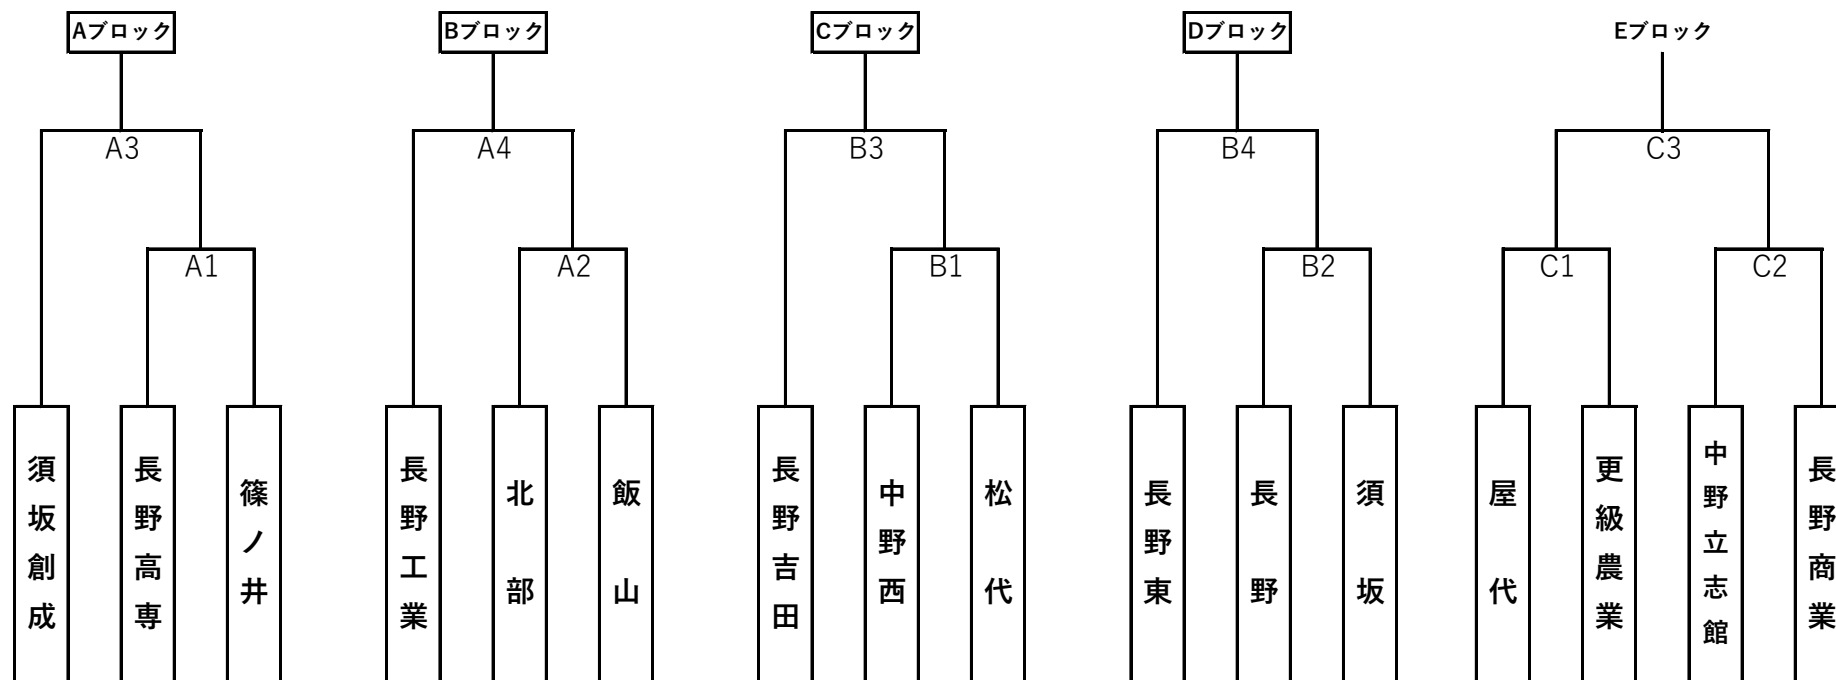 Aブロック
Bブロック
Cブロック
Dブロック
Eブロック
A3
A4
B3
B4
C3
A1
A2
B1
B2
C1
C2
須坂創成
長野高専
篠ノ井
長野工業
北部
飯山
長野吉田
中野西
松代
長野東
長野
須坂
屋代
更級農業
中野立志館
長野商業